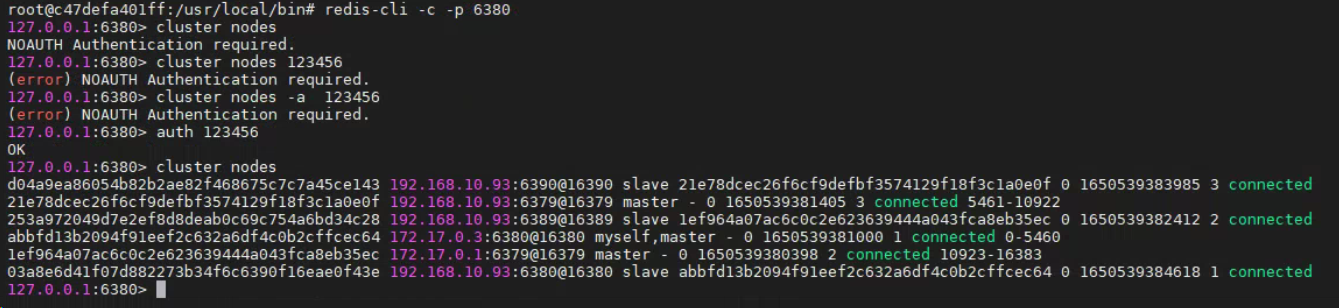 root@c47defa401ff:/usr/local/bin# redis-cli -c -p 6380
127.0.0.1:6380> cluster nodes
NOAUTH Authentication required.
127.0.0.1:6380> cluster nodes 123456
(error) NOAUTH Authentication required.
127.0.0.1:6380> cluster nodes -a  123456
(error) NOAUTH Authentication required.
127.0.0.1:6380> auth 123456
OK
127.0.0.1:6380> cluster nodes
d04a9ea86054b82b2ae82f468675c7c7a45ce143 192.168.10.93:6390@16390 slave 21e78dcec26f6cf9defbf3574129f18f3c1a0e0f 0 1650539383985 3 connected
21e78dcec26f6cf9defbf3574129f18f3c1a0e0f 192.168.10.93:6379@16379 master - 0 1650539381405 3 connected 5461-10922
253a972049d7e2ef8d8deab0c69c754a6bd34c28 192.168.10.93:6389@16389 slave 1ef964a07ac6c0c2e623639444a043fca8eb35ec 0 1650539382412 2 connected
abbfd13b2094f91eef2c632a6df4c0b2cffcec64 172.17.0.3:6380@16380 myself,master - 0 1650539381000 1 connected 0-5460
1ef964a07ac6c0c2e623639444a043fca8eb35ec 172.17.0.1:6379@16379 master - 0 1650539380398 2 connected 10923-16383
03a8e6d41f07d882273b34f6c6390f16eae0f43e 192.168.10.93:6380@16380 slave abbfd13b2094f91eef2c632a6df4c0b2cffcec64 0 1650539384618 1 connected
127.0.0.1:6380>